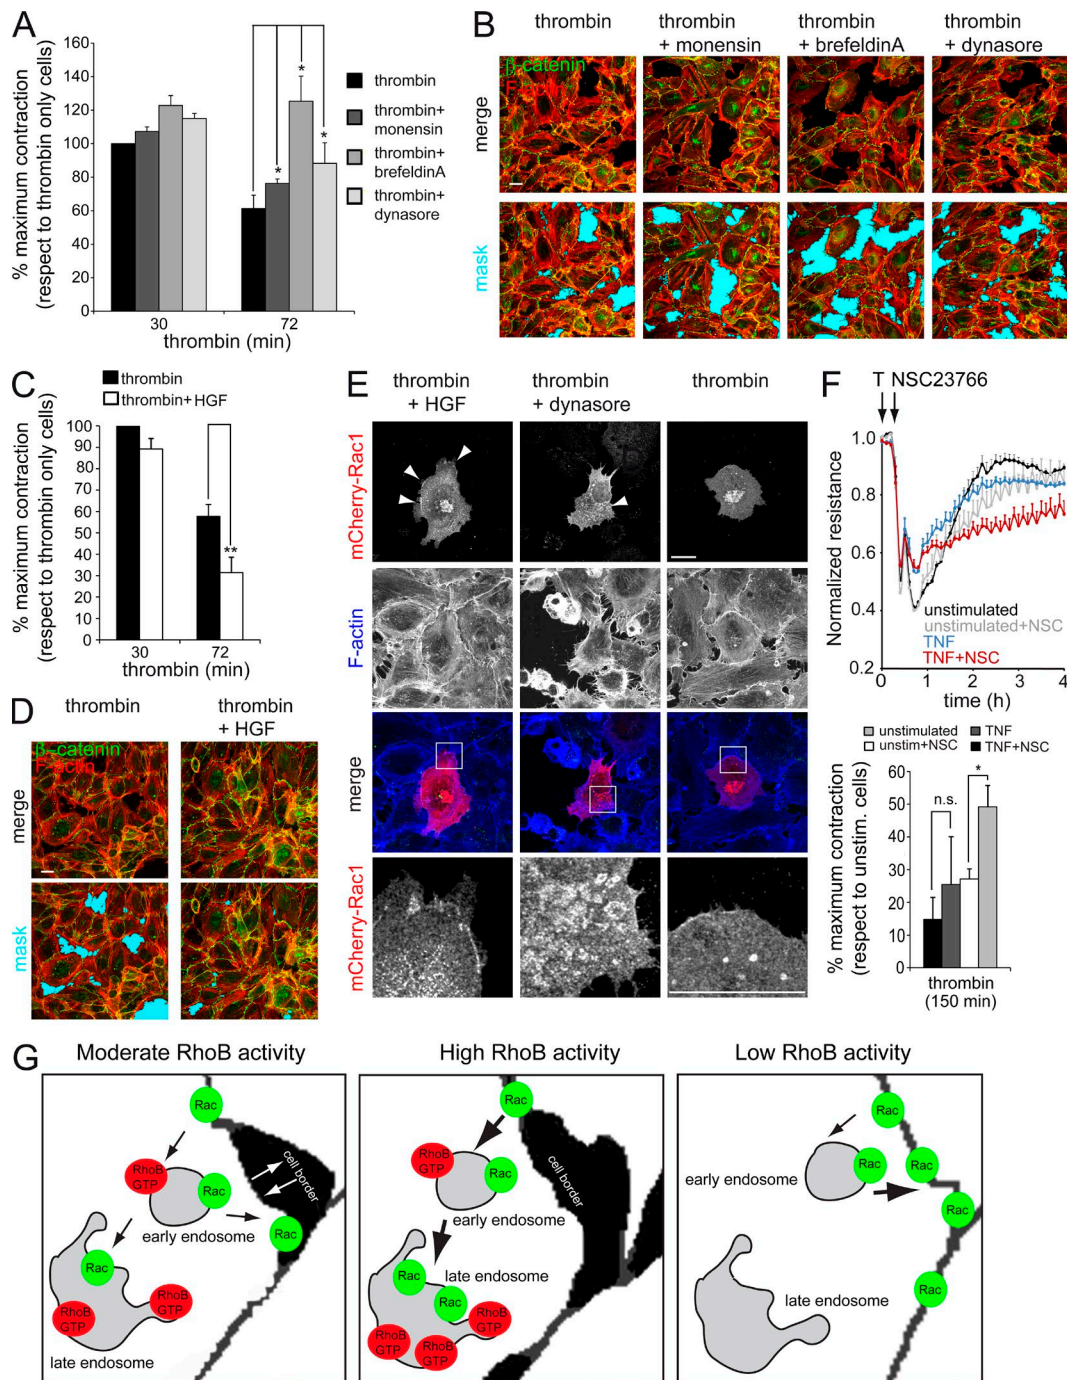 A
% maximum contraction
(respect to thrombin only cells)
160
140
120
100
80
60
40
20
0
30
72
thrombin (min)
*
*
*
thrombin
thrombin+
monensin
thrombin+
brefeldinA
thrombin+
dynasore
B
thrombin
thrombin
+ monensin
thrombin
+ brefeldinA
thrombin
+ dynasore
β-catenin
F-actin
merge
mask
C
thrombin
thrombin+HGF
% maximum contraction
(respect to thrombin only cells)
100
90
80
70
60
50
40
30
20
10
0
**
30
72
thrombin (min)
D
thrombin
thrombin
+ HGF
β-catenin
F-actin
merge
mask
E
thrombin
+ HGF
thrombin
+ dynasore
thrombin
mCherry-Rac1
F-actin
merge
mCherry-Rac1
F
T NSC23766
Normalized resistance
1.0
0.8
0.6
0.4
0.2
unstimulated
unstimulated+NSC
TNF
TNF+NSC
0
1
2
3
4
time (h)
unstimulated
TNF
unstim+NSC
TNF+NSC
% maximum contraction
(respect to unstim. cells)
60
50
40
30
20
10
0
n.s.
*
thrombin
(150 min)
G
Moderate RhoB activity
High RhoB activity
Low RhoB activity
Rac
RhoB
GTP
Rac
cell border
early endosome
Rac
Rac
RhoB
GTP
RhoB
GTP
late endosome
Rac
RhoB
GTP
Rac
cell border
early endosome
Rac
late endosome
Rac
RhoB
GTP
RhoB
GTP
RhoB
GTP
Rac
Rac
Rac
early endosome
Rac
Rac
late endosome